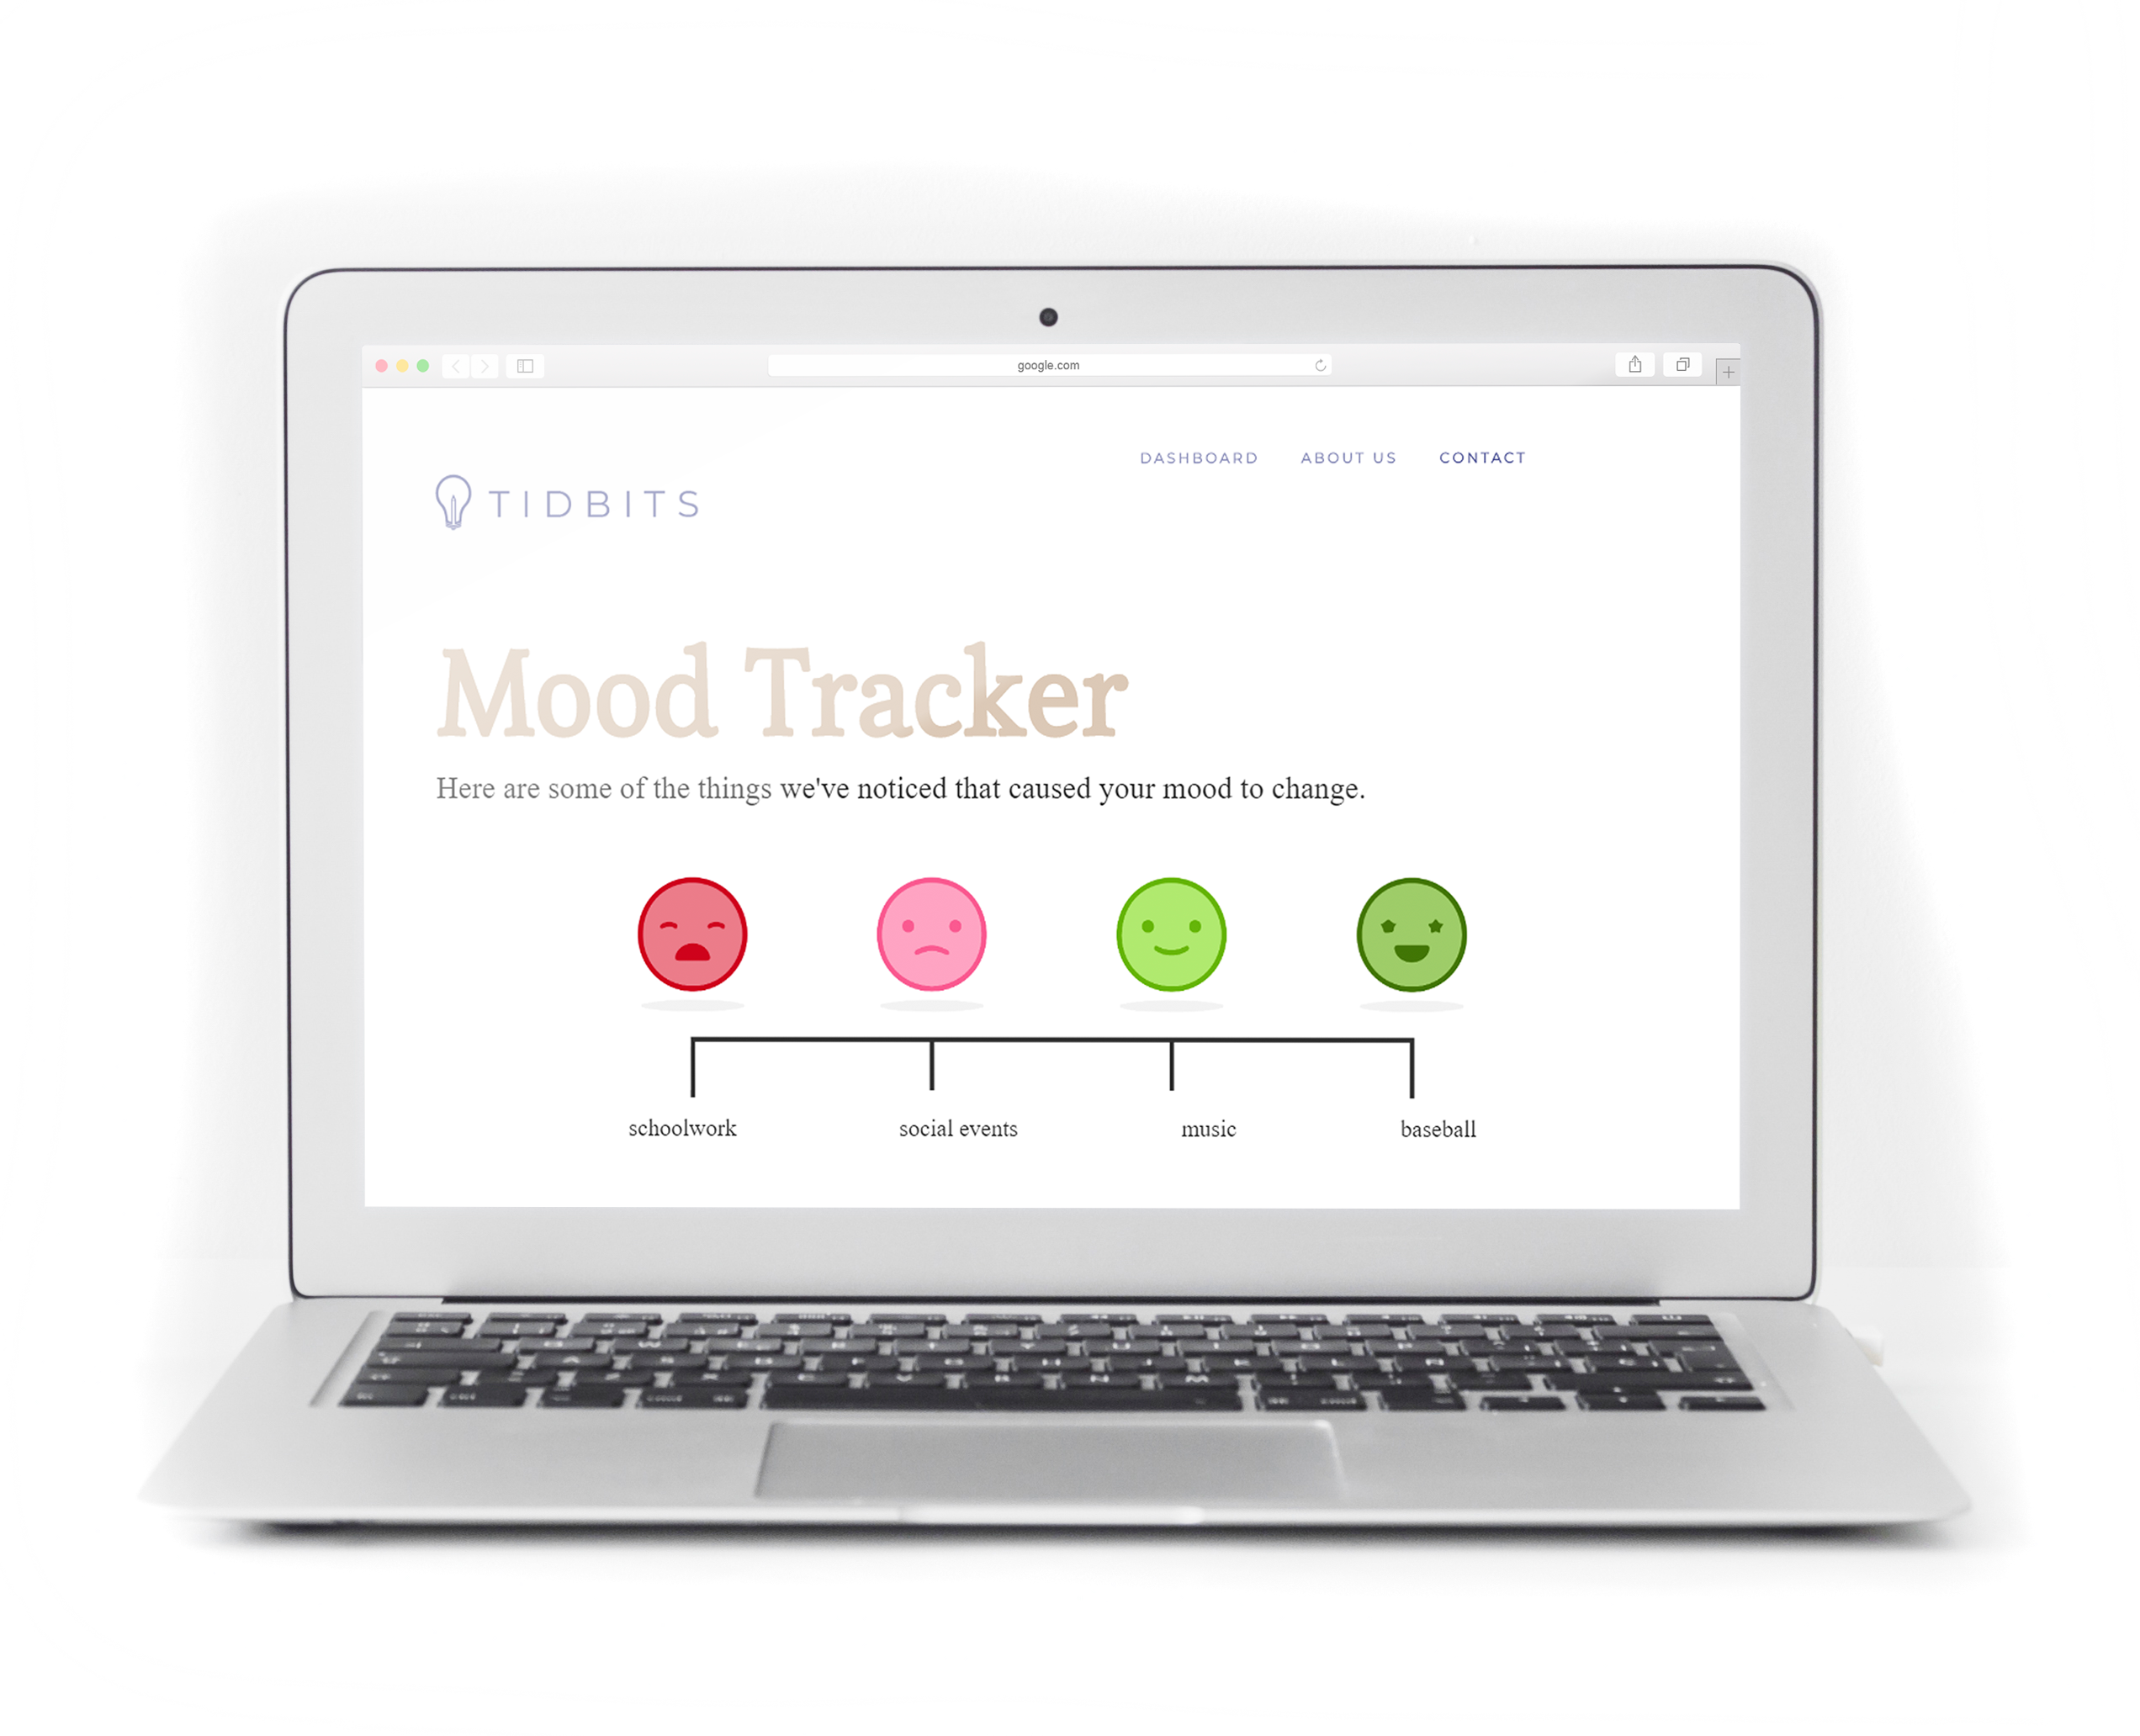 google.com
DASHBOARD ABOUT US CONTACT
TIDBITS
Mood Tracker
Here are some of the things we've noticed that caused your mood to change.
schoolwork social events music baseball